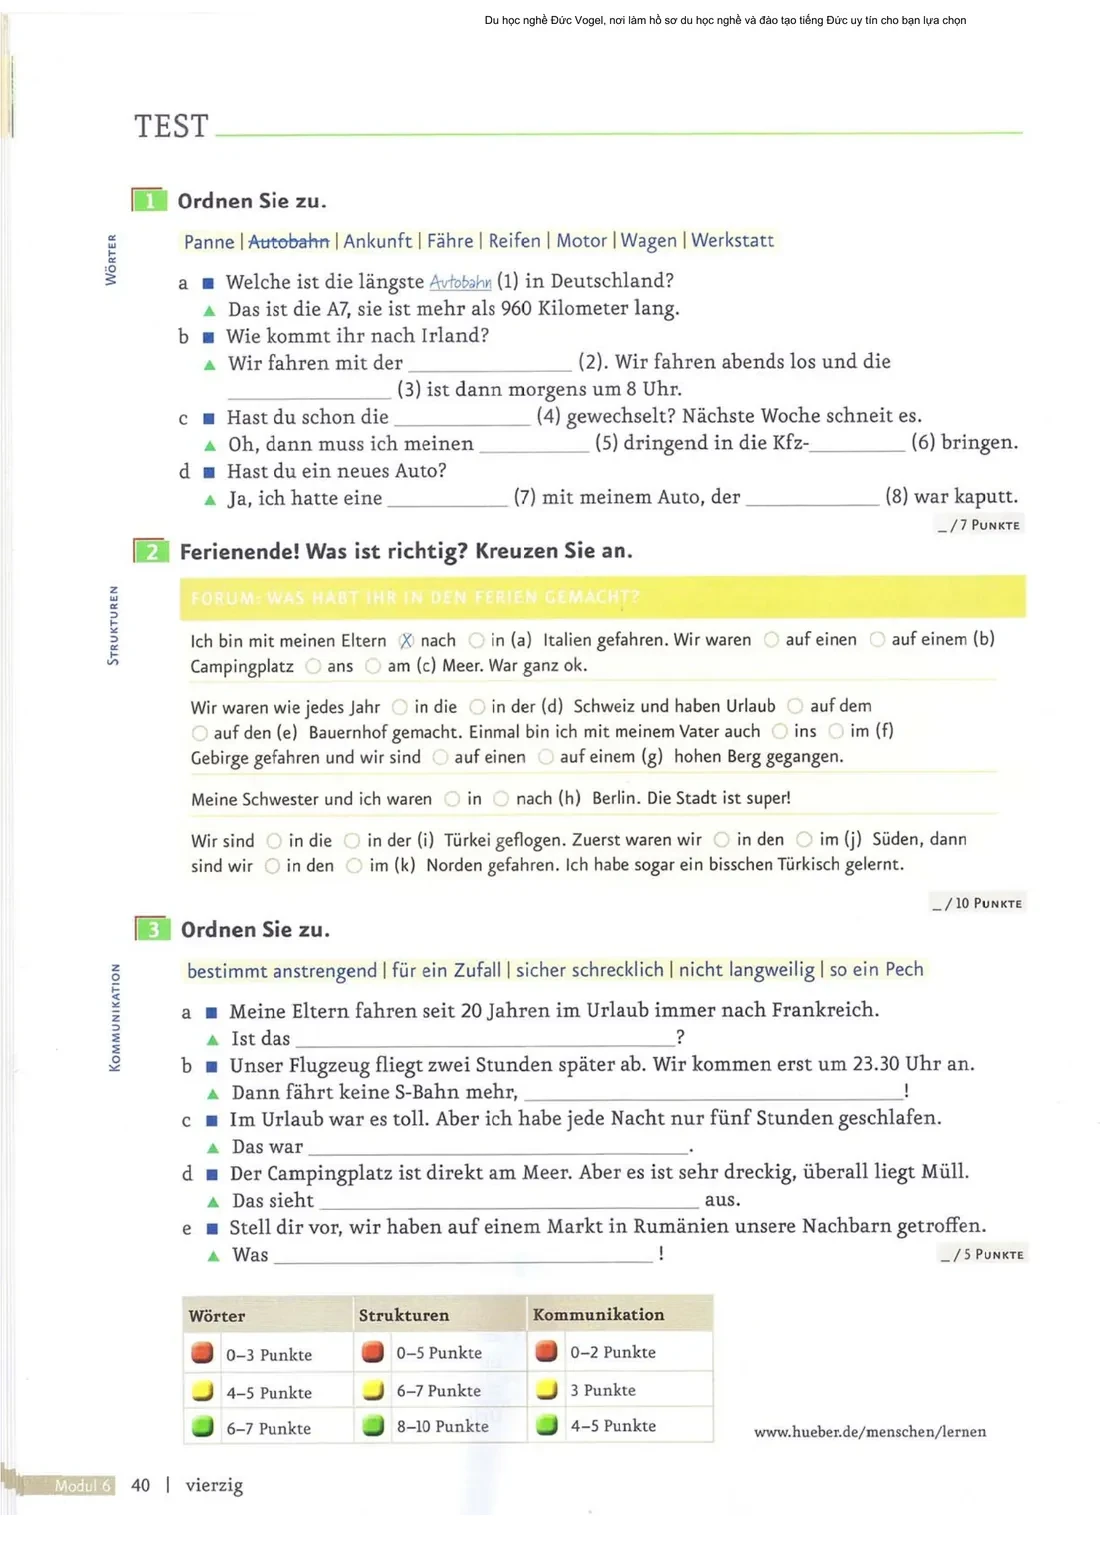 Du học nghề Đức Vogel, nơi làm hồ sơ du học nghề và đào tạo tiếng Đức uy tín cho bạn lựa chọn
TEST
1 Ordnen Sie zu.
WÖRTER
Panne | Autobahn | Ankunft | Fähre | Reifen | Motor | Wagen | Werkstatt
a ■ Welche ist die längste Autobahn (1) in Deutschland?
▲ Das ist die A7, sie ist mehr als 960 Kilometer lang.
b ■ Wie kommt ihr nach Irland?
▲ Wir fahren mit der ______________ (2). Wir fahren abends los und die
______________ (3) ist dann morgens um 8 Uhr.
c ■ Hast du schon die ____________ (4) gewechselt? Nächste Woche schneit es.
▲ Oh, dann muss ich meinen __________ (5) dringend in die Kfz-_________ (6) bringen.
d ■ Hast du ein neues Auto?
▲ Ja, ich hatte eine ___________ (7) mit meinem Auto, der ____________ (8) war kaputt.
_ / 7 PUNKTE
2 Ferienende! Was ist richtig? Kreuzen Sie an.
STRUKTUREN
FORUM: WAS HABT IHR IN DEN FERIEN GEMACHT?
Ich bin mit meinen Eltern ⊗ nach ○ in (a) Italien gefahren. Wir waren ○ auf einen ○ auf einem (b)
Campingplatz ○ ans ○ am (c) Meer. War ganz ok.
Wir waren wie jedes Jahr ○ in die ○ in der (d) Schweiz und haben Urlaub ○ auf dem
○ auf den (e) Bauernhof gemacht. Einmal bin ich mit meinem Vater auch ○ ins ○ im (f)
Gebirge gefahren und wir sind ○ auf einen ○ auf einem (g) hohen Berg gegangen.
Meine Schwester und ich waren ○ in ○ nach (h) Berlin. Die Stadt ist super!
Wir sind ○ in die ○ in der (i) Türkei geflogen. Zuerst waren wir ○ in den ○ im (j) Süden, dann
sind wir ○ in den ○ im (k) Norden gefahren. Ich habe sogar ein bisschen Türkisch gelernt.
_ / 10 PUNKTE
3 Ordnen Sie zu.
KOMMUNIKATION
bestimmt anstrengend | für ein Zufall | sicher schrecklich | nicht langweilig | so ein Pech
a ■ Meine Eltern fahren seit 20 Jahren im Urlaub immer nach Frankreich.
▲ Ist das ______________________________ ?
b ■ Unser Flugzeug fliegt zwei Stunden später ab. Wir kommen erst um 23.30 Uhr an.
▲ Dann fährt keine S-Bahn mehr, ______________________________ !
c ■ Im Urlaub war es toll. Aber ich habe jede Nacht nur fünf Stunden geschlafen.
▲ Das war ______________________________ .
d ■ Der Campingplatz ist direkt am Meer. Aber es ist sehr dreckig, überall liegt Müll.
▲ Das sieht ______________________________ aus.
e ■ Stell dir vor, wir haben auf einem Markt in Rumänien unsere Nachbarn getroffen.
▲ Was ______________________________ !
_ / 5 PUNKTE
Wörter Strukturen Kommunikation
0–3 Punkte 0–5 Punkte 0–2 Punkte
4–5 Punkte 6–7 Punkte 3 Punkte
6–7 Punkte 8–10 Punkte 4–5 Punkte
www.hueber.de/menschen/lernen
Modul 6 40 | vierzig